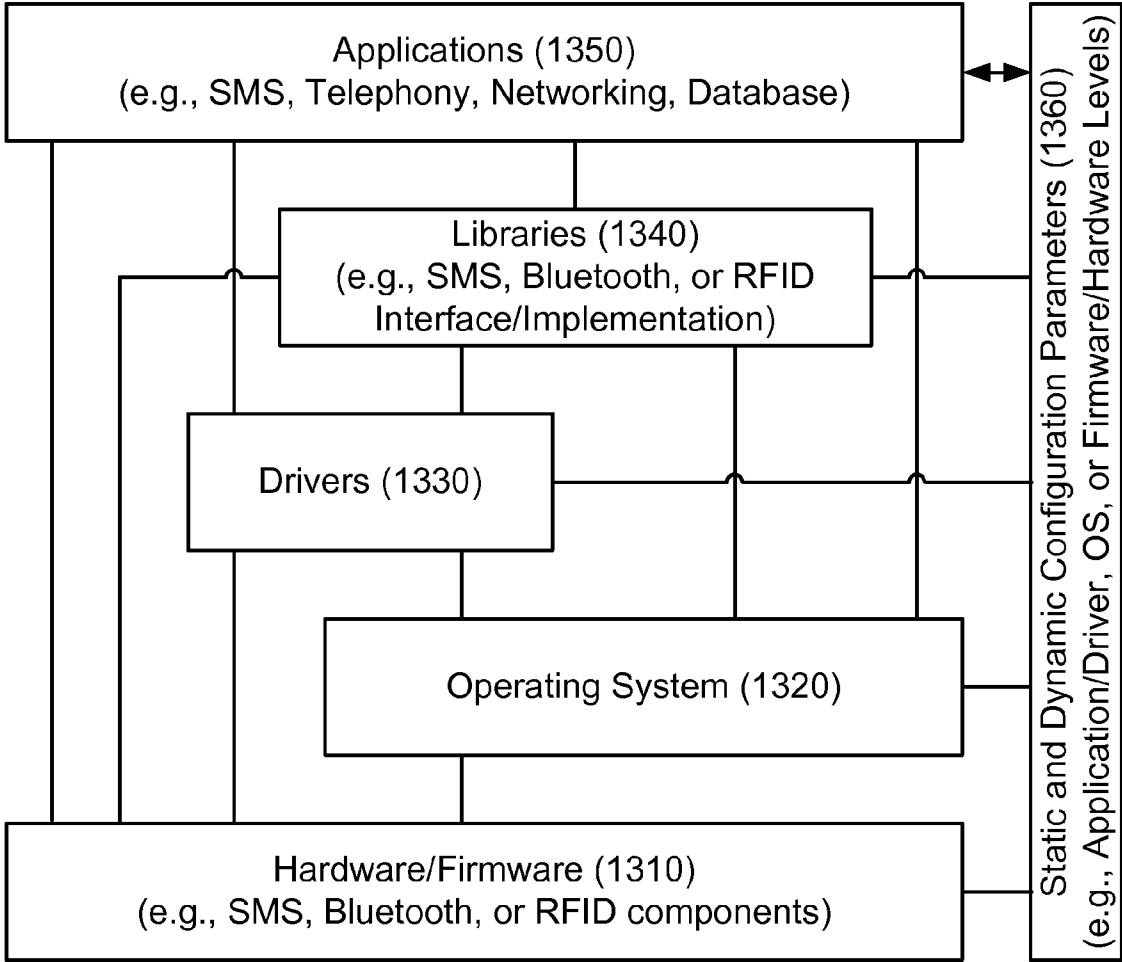 Applications (1350)
(e.g., SMS, Telephony, Networking, Database)
Libraries (1340)
(e.g., SMS, Bluetooth, or RFID
Interface/Implementation)
Drivers (1330)
Operating System (1320)
Hardware/Firmware (1310)
(e.g., SMS, Bluetooth, or RFID components)
Static and Dynamic Configuration Parameters (1360)
(e.g., Application/Driver, OS, or Firmware/Hardware Levels)